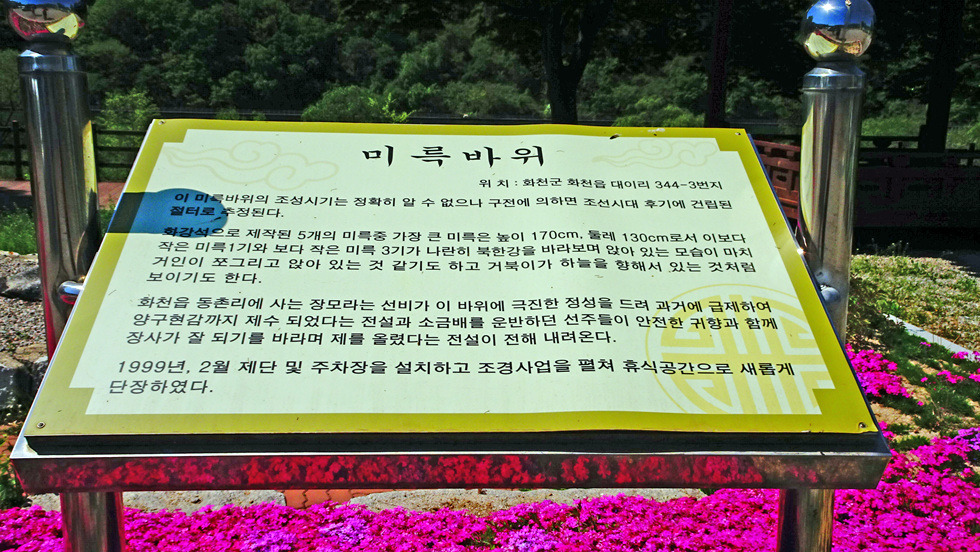 미륵바위
위 치 : 화천군 화천읍 대이리 344-3번지
이 미륵바위의 조성시기는 정확히 알 수 없으나 구전에 의하면 조선시대 후기에 건립된
절터로 추정된다.
화강석으로 제작된 5개의 미륵중 가장 큰 미륵은 높이 170cm, 둘레 130cm로서 이보다
작은 미륵1기와 보다 작은 미륵 3기가 나란히 북한강을 바라보며 앉아 있는 모습이 마치
거인이 쪼그리고 앉아 있는 것 같기도 하고 거북이가 하늘을 향해서 있는 것처럼
보이기도 한다.
화천읍 동촌리에 사는 장모라는 선비가 이 바위에 극진한 정성을 드려 과거에 급제하여
양구현감까지 제수 되었다는 전설과 소금배를 운반하던 선주들이 안전한 귀향과 함께
장사가 잘 되기를 바라며 제를 올렸다는 전설이 전해 내려온다.
1999년, 2월 제단 및 주차장을 설치하고 조경사업을 펼쳐 휴식공간으로 새롭게
단장하였다.